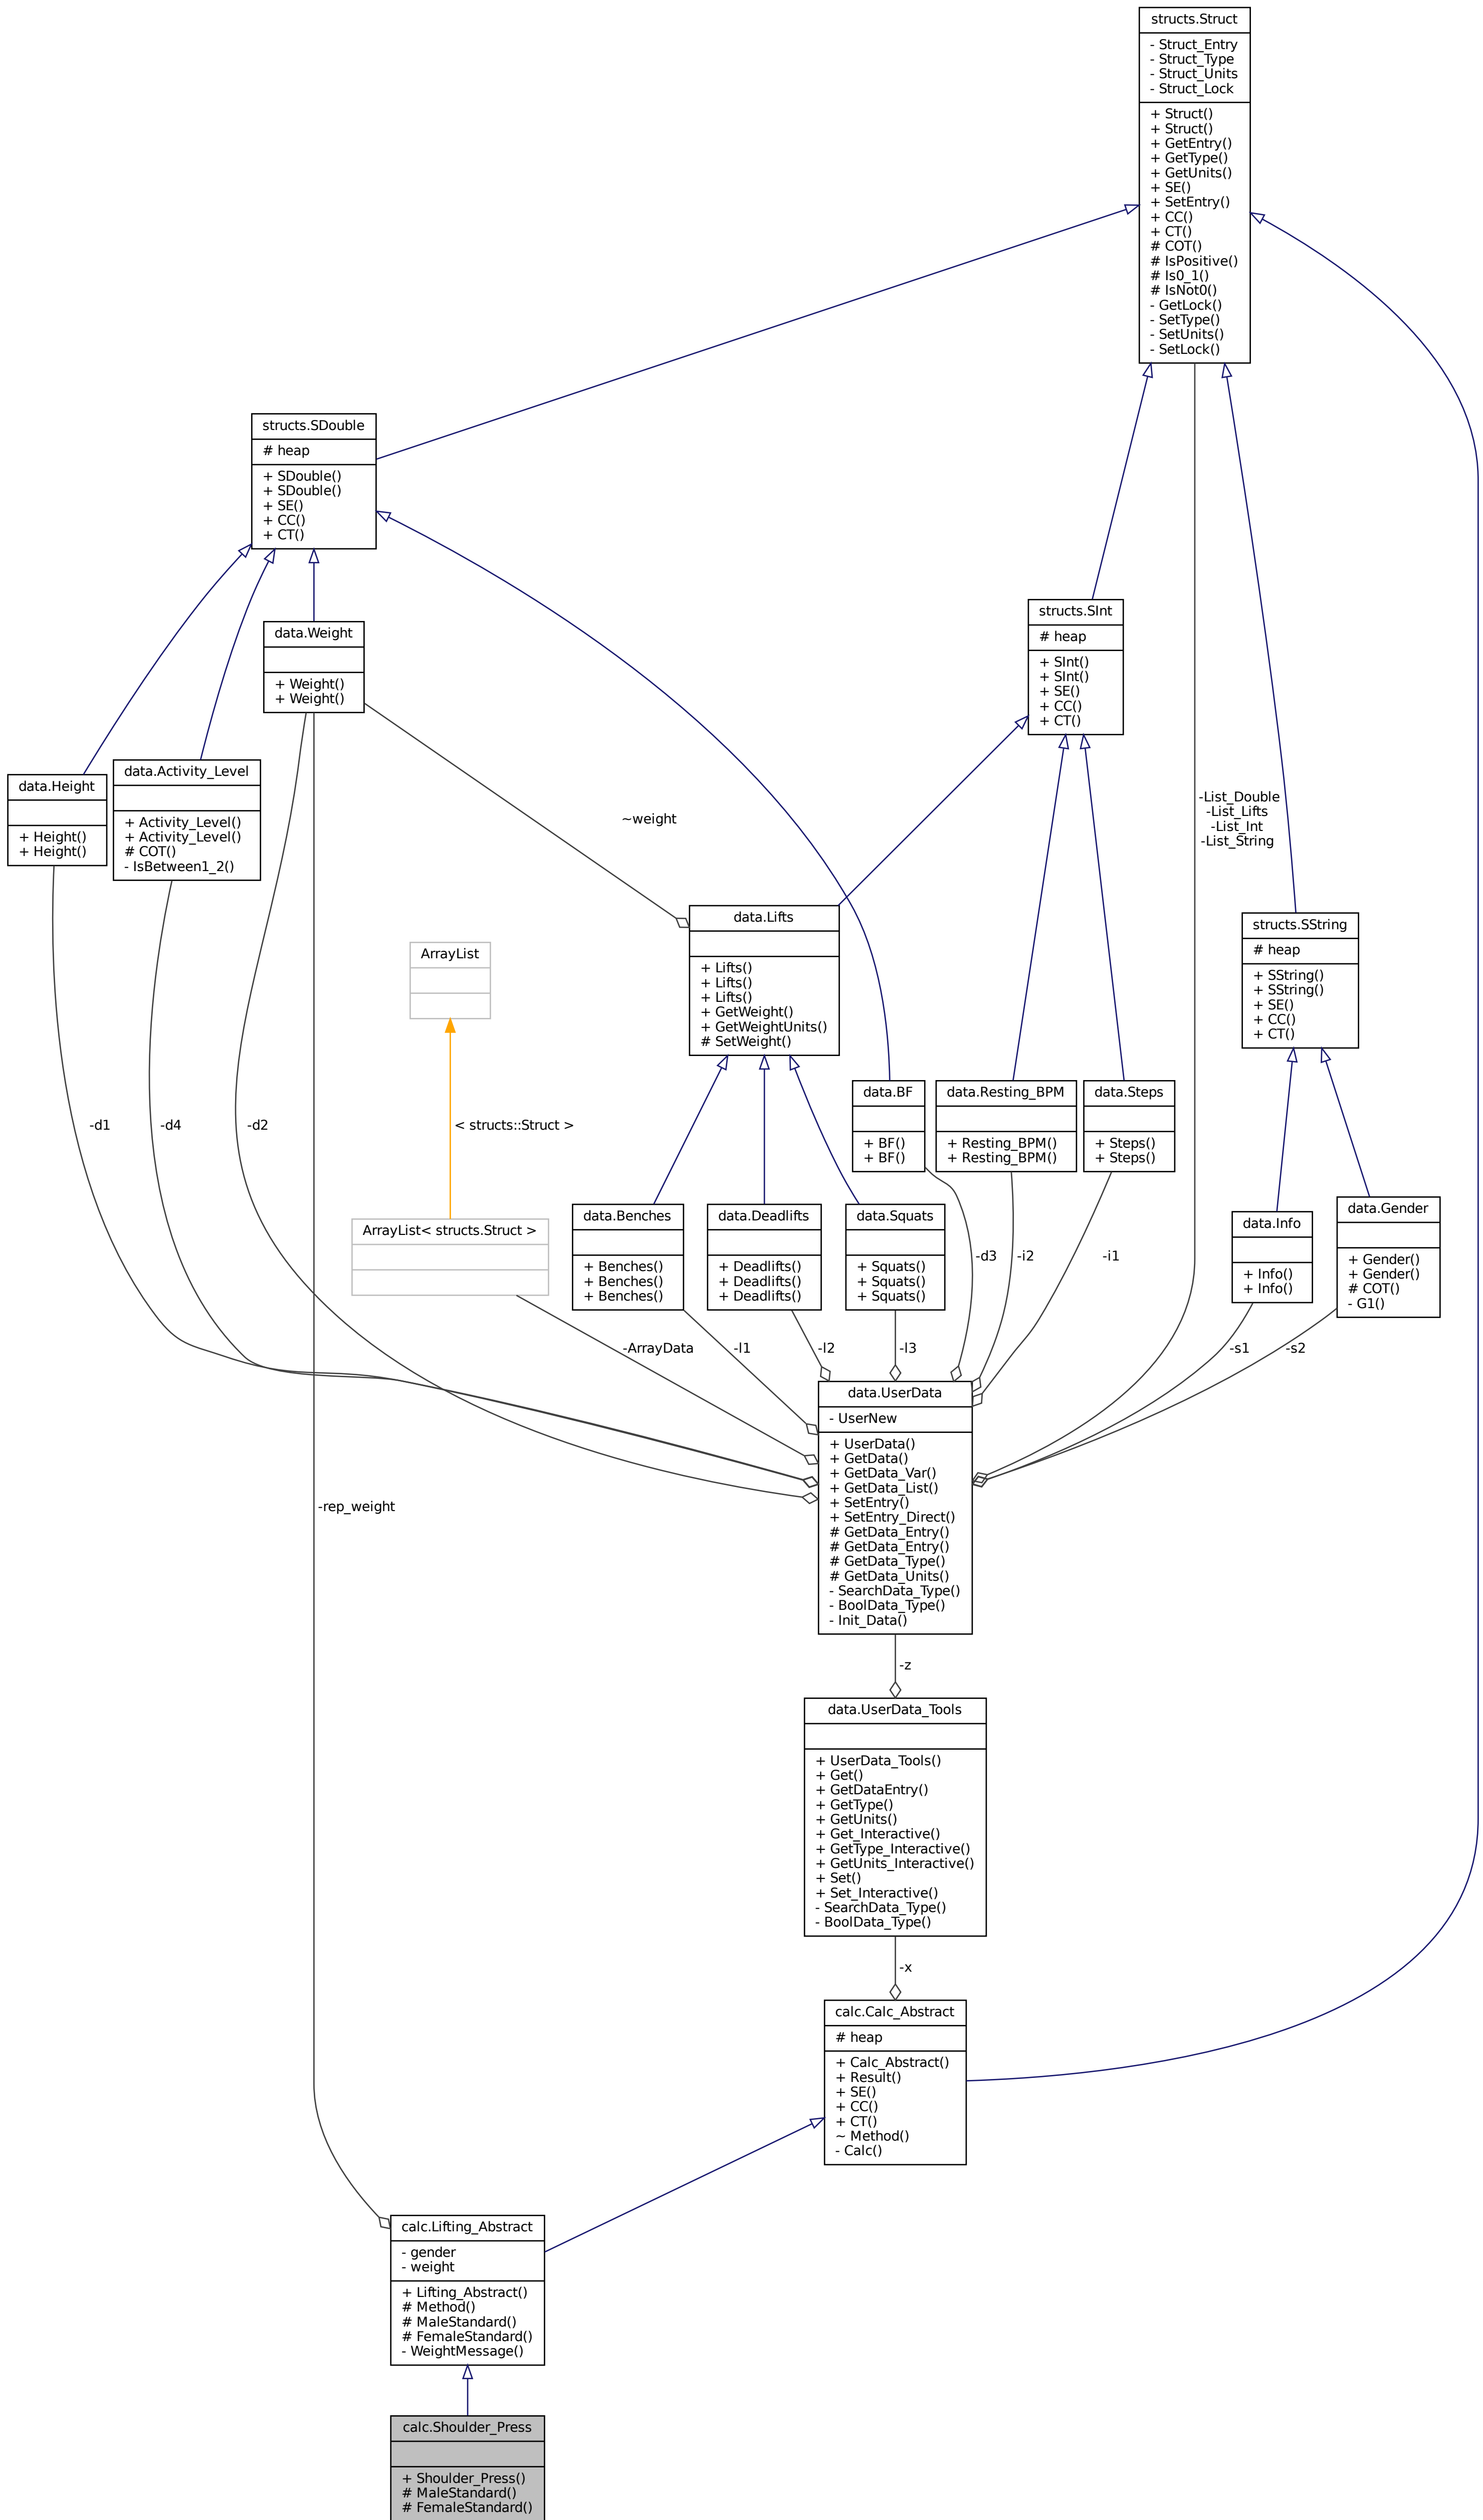 structs.Struct
- Struct_Entry
- Struct_Type
- Struct_Units
- Struct_Lock
+ Struct()
+ Struct()
+ GetEntry()
+ GetType()
+ GetUnits()
+ SE()
+ SetEntry()
+ CC()
+ CT()
# COT()
# IsPositive()
# Is0_1()
# IsNot0()
- GetLock()
- SetType()
- SetUnits()
- SetLock()
structs.SDouble
# heap
+ SDouble()
+ SDouble()
+ SE()
+ CC()
+ CT()
structs.SInt
# heap
+ SInt()
+ SInt()
+ SE()
+ CC()
+ CT()
data.Weight
+ Weight()
+ Weight()
data.Height
+ Height()
+ Height()
data.Activity_Level
+ Activity_Level()
+ Activity_Level()
# COT()
- IsBetween1_2()
~weight
-List_Double
-List_Lifts
-List_Int
-List_String
data.Lifts
+ Lifts()
+ Lifts()
+ Lifts()
+ GetWeight()
+ GetWeightUnits()
# SetWeight()
structs.SString
# heap
+ SString()
+ SString()
+ SE()
+ CC()
+ CT()
ArrayList
data.BF
+ BF()
+ BF()
data.Resting_BPM
+ Resting_BPM()
+ Resting_BPM()
data.Steps
+ Steps()
+ Steps()
-d1
-d4
-d2
< structs::Struct >
ArrayList< structs.Struct >
data.Benches
+ Benches()
+ Benches()
+ Benches()
data.Deadlifts
+ Deadlifts()
+ Deadlifts()
+ Deadlifts()
data.Squats
+ Squats()
+ Squats()
+ Squats()
-d3
-i2
-i1
data.Info
+ Info()
+ Info()
data.Gender
+ Gender()
+ Gender()
# COT()
- G1()
-ArrayData
-l1
-l2
-l3
-s1
-s2
data.UserData
- UserNew
+ UserData()
+ GetData()
+ GetData_Var()
+ GetData_List()
+ SetEntry()
+ SetEntry_Direct()
# GetData_Entry()
# GetData_Entry()
# GetData_Type()
# GetData_Units()
- SearchData_Type()
- BoolData_Type()
- Init_Data()
-rep_weight
-z
data.UserData_Tools
+ UserData_Tools()
+ Get()
+ GetDataEntry()
+ GetType()
+ GetUnits()
+ Get_Interactive()
+ GetType_Interactive()
+ GetUnits_Interactive()
+ Set()
+ Set_Interactive()
- SearchData_Type()
- BoolData_Type()
-x
calc.Calc_Abstract
# heap
+ Calc_Abstract()
+ Result()
+ SE()
+ CC()
+ CT()
~ Method()
- Calc()
calc.Lifting_Abstract
- gender
- weight
+ Lifting_Abstract()
# Method()
# MaleStandard()
# FemaleStandard()
- WeightMessage()
calc.Shoulder_Press
+ Shoulder_Press()
# MaleStandard()
# FemaleStandard()